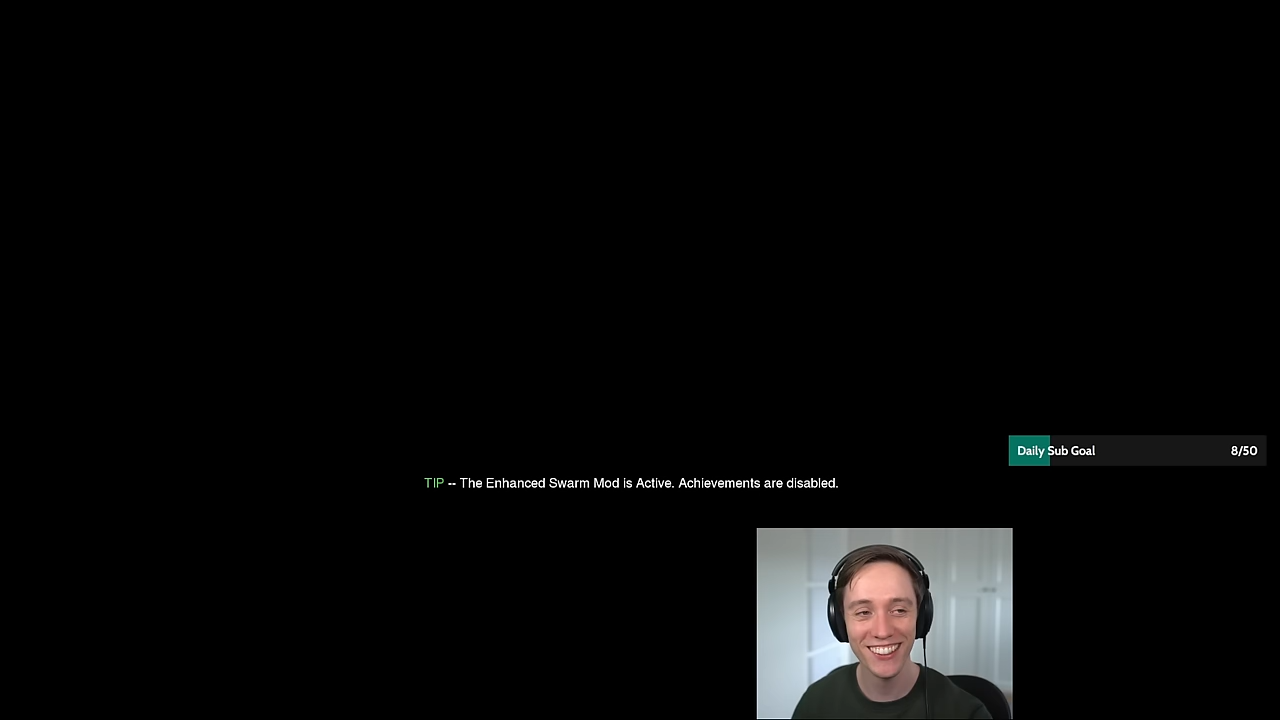 Daily Sub Goal 8/50
TIP -- The Enhanced Swarm Mod is Active. Achievements are disabled.